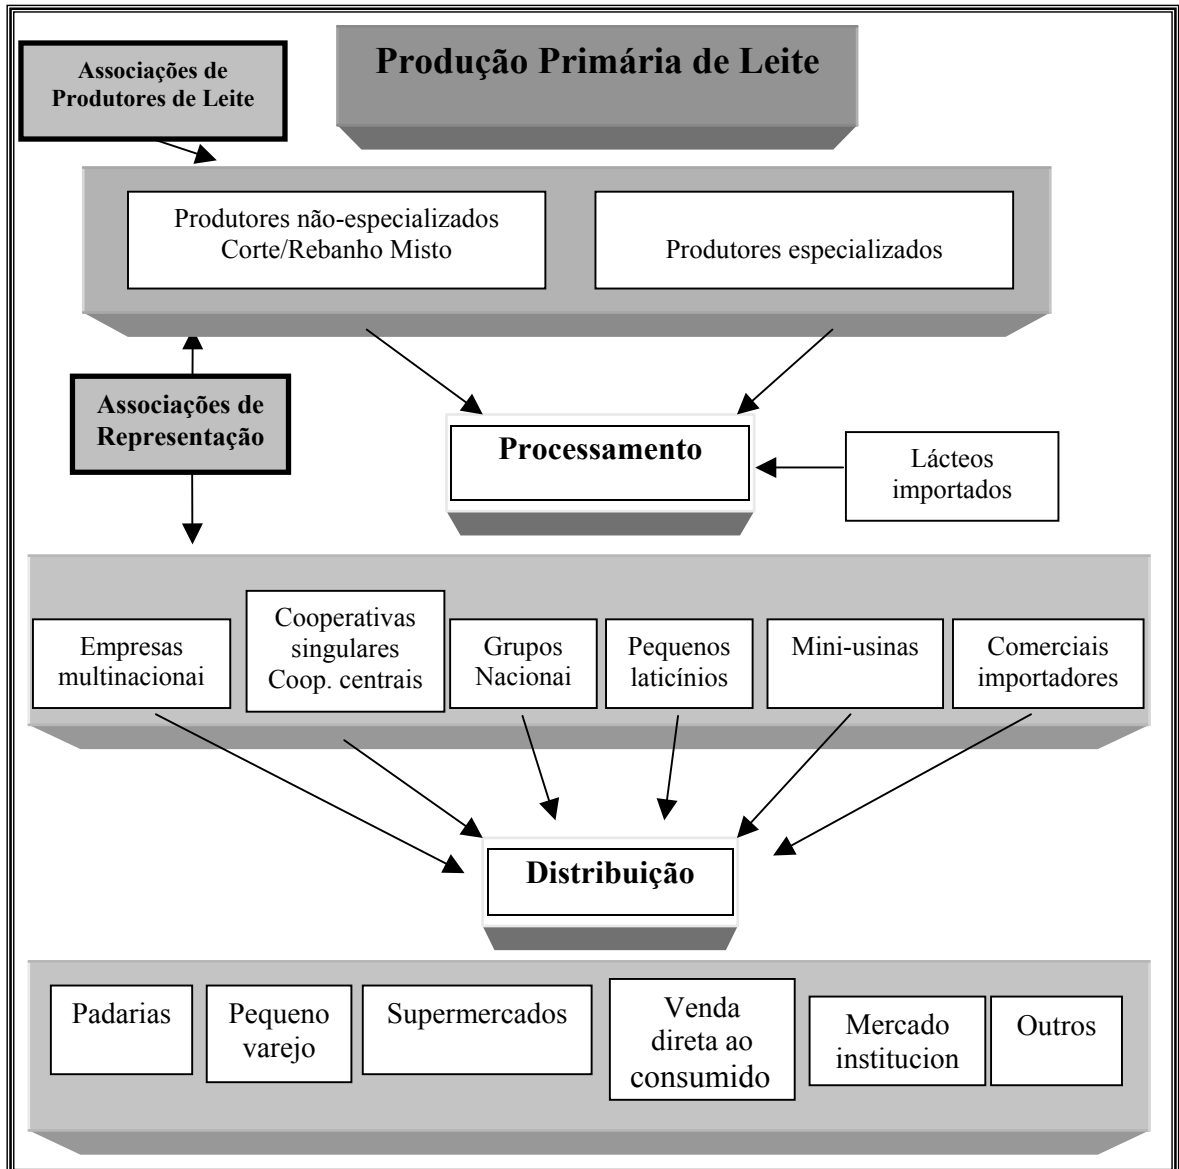 Associações de
Produtores de Leite
Produção Primária de Leite
Produtores não-especializados
Corte/Rebanho Misto
Produtores especializados
Associações de
Representação
Processamento
Lácteos
importados
Empresas
multinacionai
Cooperativas
singulares
Coop. centrais
Grupos
Nacionai
Pequenos
laticínios
Mini-usinas
Comerciais
importadores
Distribuição
Padarias
Pequeno
varejo
Supermercados
Venda
direta ao
consumido
Mercado
institucion
Outros